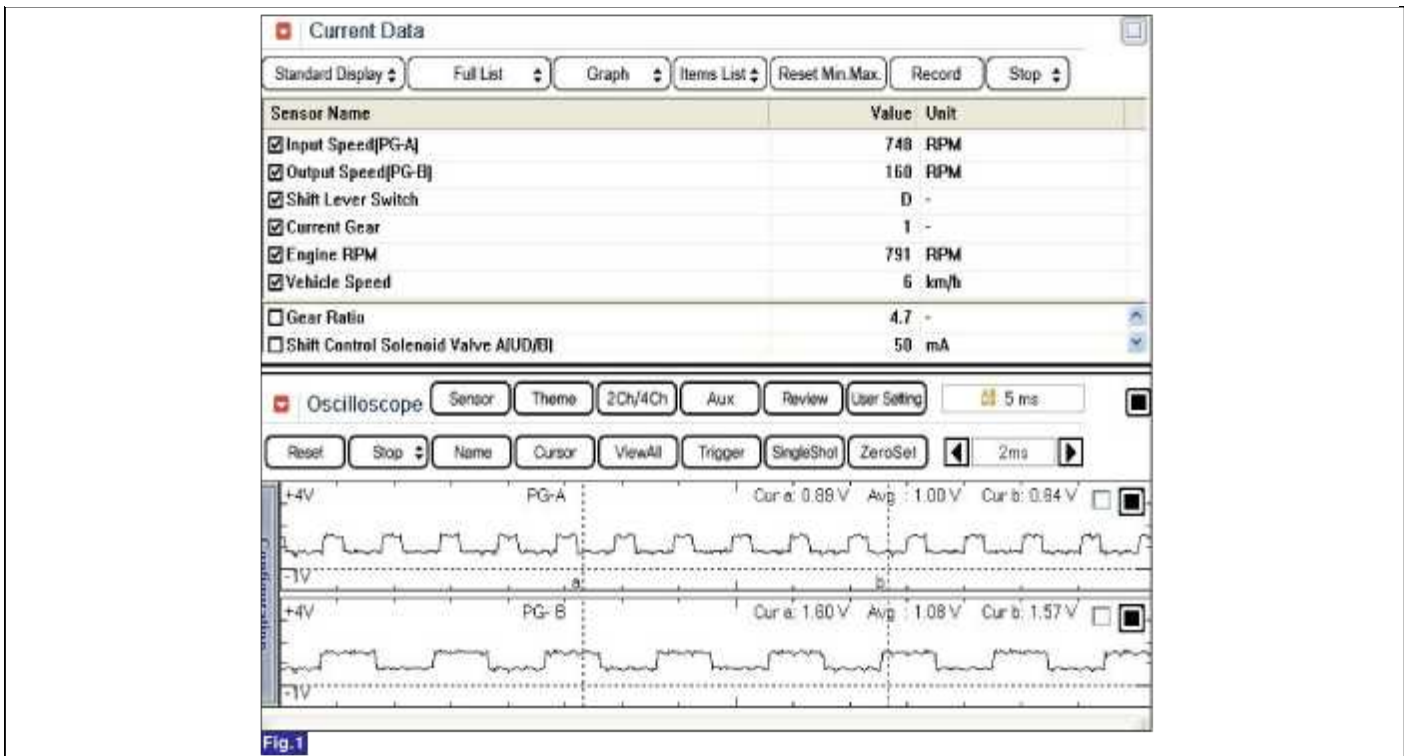 Current Data
Standard Display Full List Graph Items List Reset Min.Max. Record Stop
Sensor Name Value Unit
Input Speed(PG-A) 748 RPM
Output Speed(PG-B) 160 RPM
Shift Lever Switch D -
Current Gear 1 -
Engine RPM 791 RPM
Vehicle Speed 6 km/h
Gear Ratio 4.7 -
Shift Control Solenoid Valve A(UD/B) 50 mA
Oscilloscope Sensor Theme 2Ch/4Ch Aux Review User Setting 5 ms
Reset Stop Name Cursor ViewAll Trigger SingleShot ZeroSet 2ms
Configuration
+4V PG-A Cur a: 0.89 V Avg : 1.00 V Cur b: 0.84 V
-1V a b
+4V PG- B Cur a: 1.60 V Avg : 1.08 V Cur b: 1.57 V
-1V
Fig.1